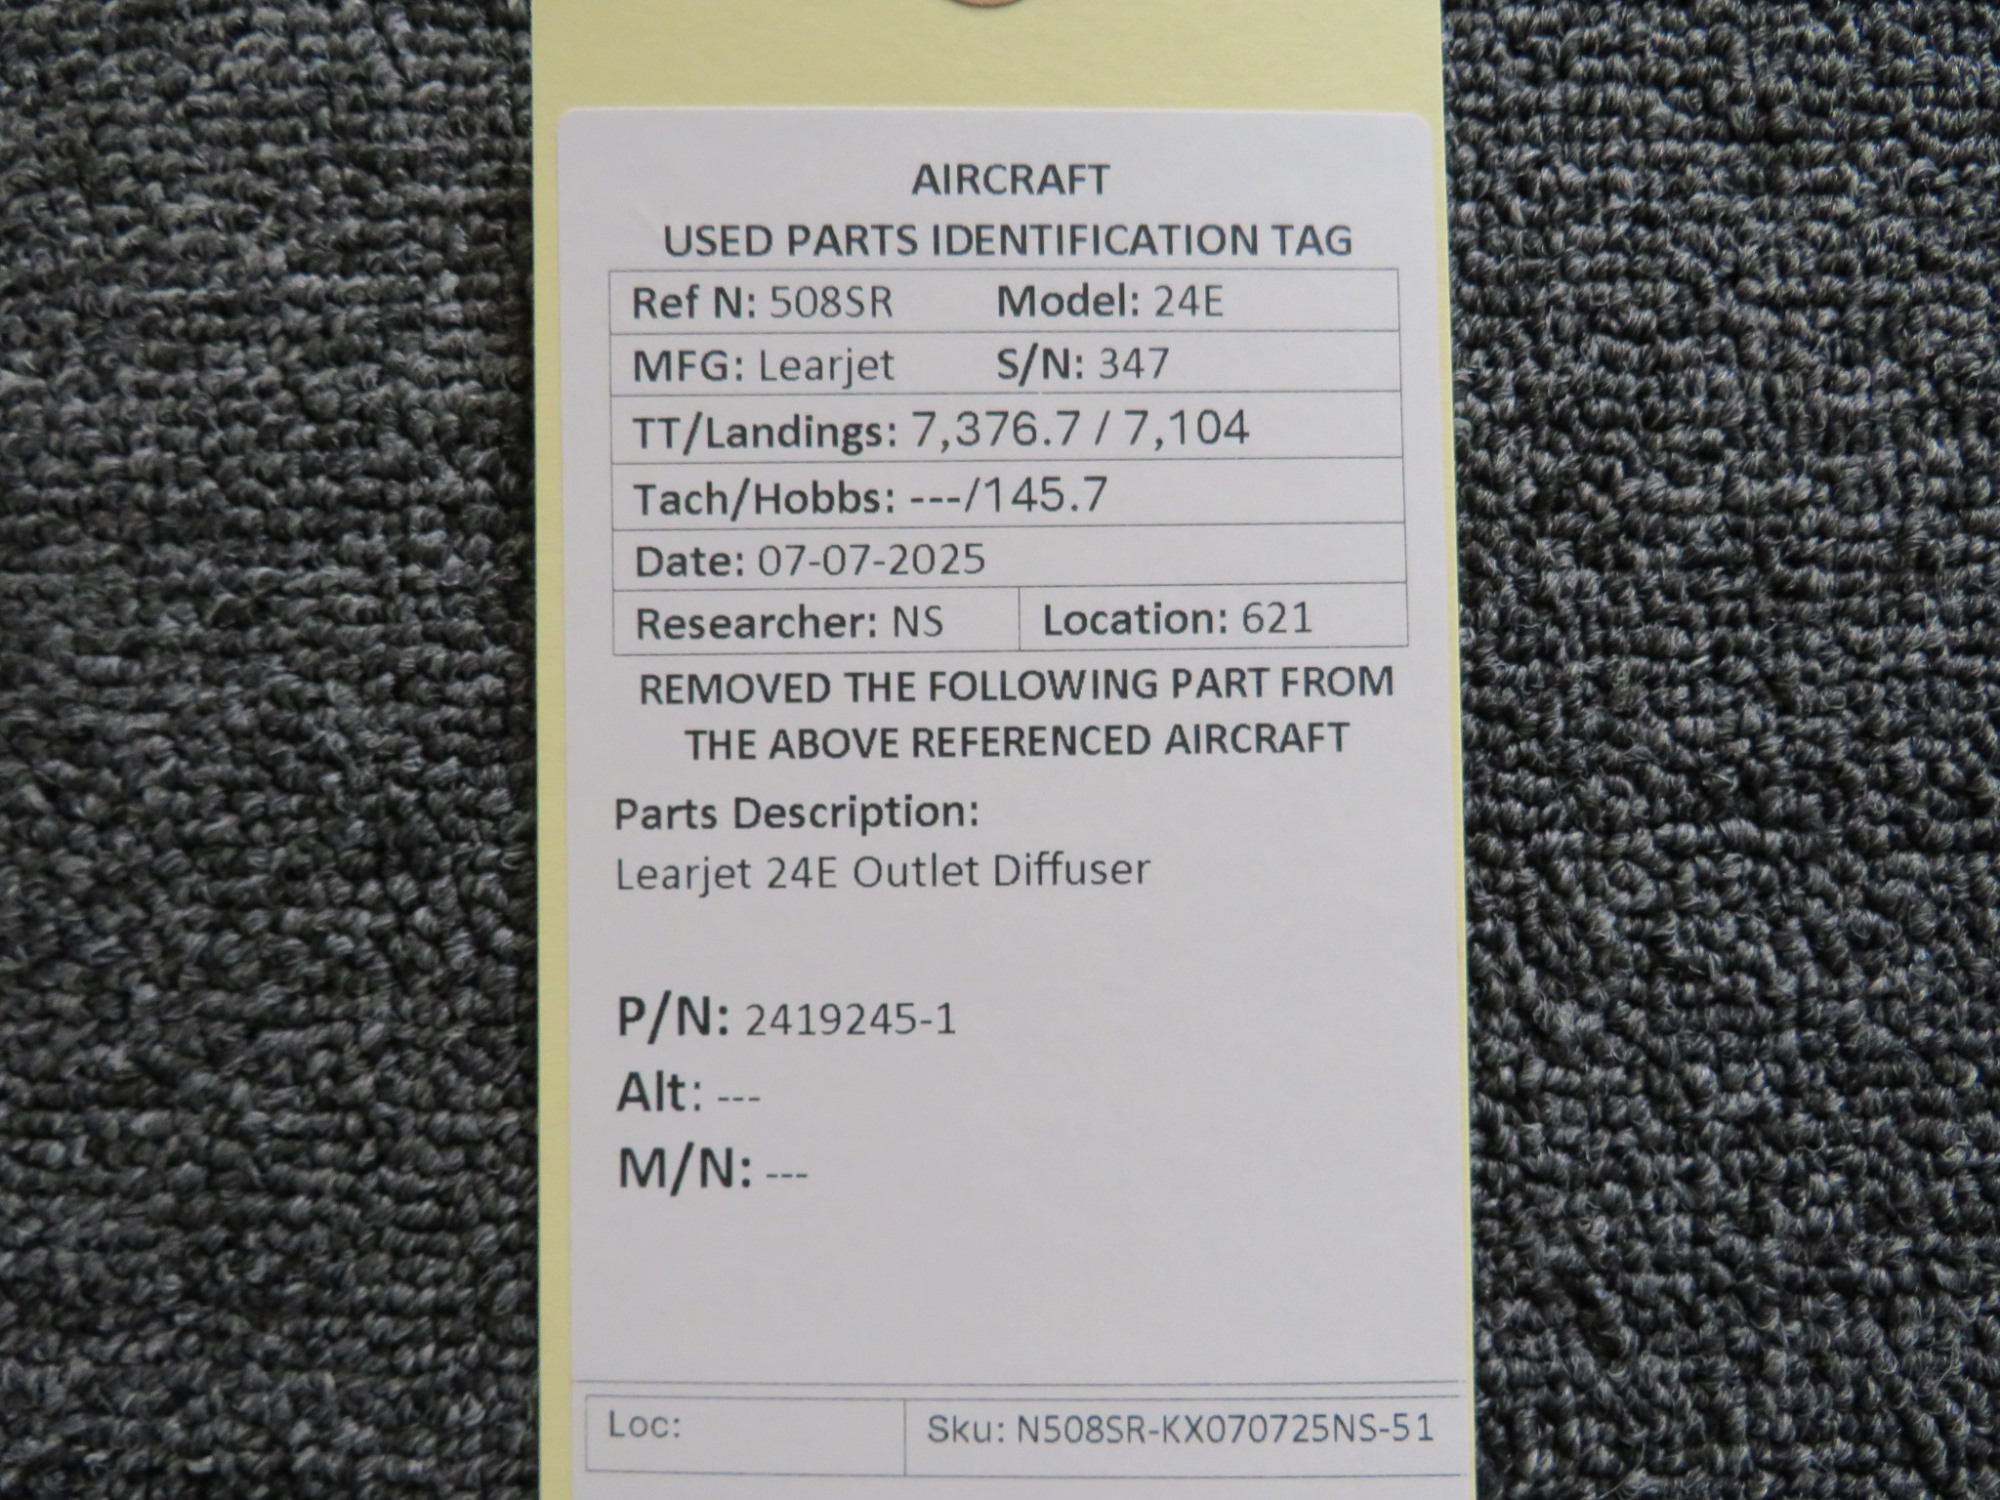 AIRCRAFT
USED PARTS IDENTIFICATION TAG
Ref N: 508SR Model: 24E
MFG: Learjet S/N: 347
TT/Landings: 7,376.7 / 7,104
Tach/Hobbs: ---/145.7
Date: 07-07-2025
Researcher: NS Location: 621
REMOVED THE FOLLOWING PART FROM
THE ABOVE REFERENCED AIRCRAFT
Parts Description:
Learjet 24E Outlet Diffuser
P/N: 2419245-1
Alt: ---
M/N: ---
Loc: Sku: N508SR-KX070725NS-51